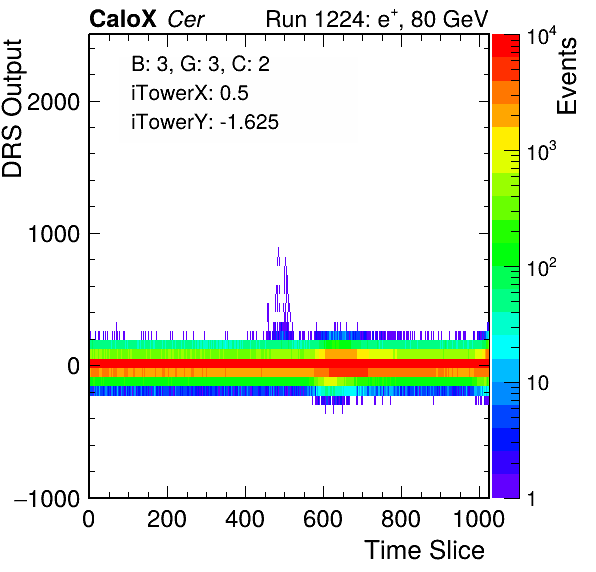 CaloX Cer Run 1224: e⁺, 80 GeV
B: 3, G: 3, C: 2
iTowerX: 0.5
iTowerY: -1.625
DRS Output
2000
1000
0
−1000
0 200 400 600 800 1000
Time Slice
10⁴
10³
10²
10
1
Events